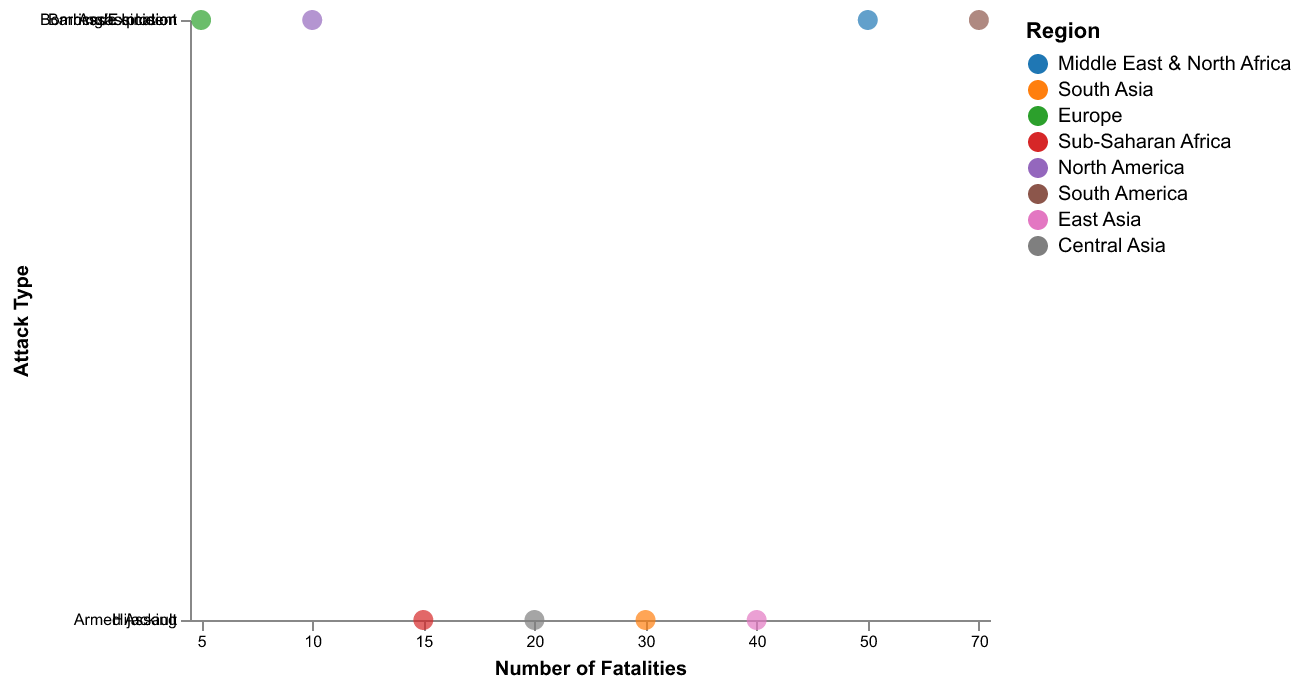 Region
Middle East & North Africa
South Asia
Europe
Sub-Saharan Africa
North America
South America
East Asia
Central Asia
Attack Type
5 10 15 20 30 40 50 70
Number of Fatalities